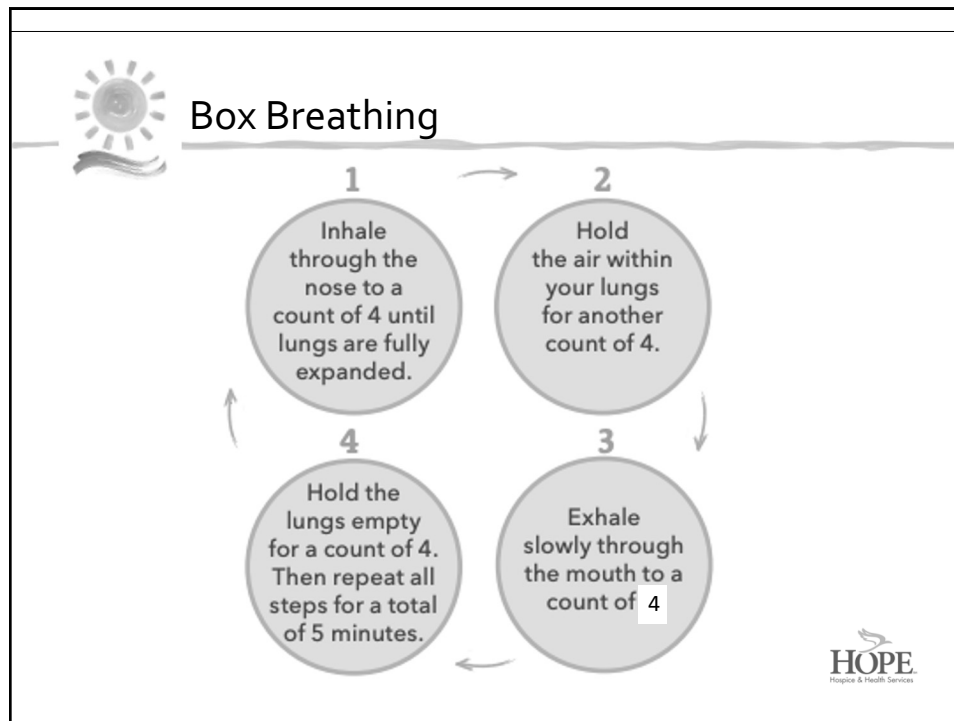 Box Breathing
1
Inhale
through the
nose to a
count of 4 until
lungs are fully
expanded.
2
Hold
the air within
your lungs
for another
count of 4.
3
Exhale
slowly through
the mouth to a
count of 4
4
Hold the
lungs empty
for a count of 4.
Then repeat all
steps for a total
of 5 minutes.
HOPE
Hospice & Health Services